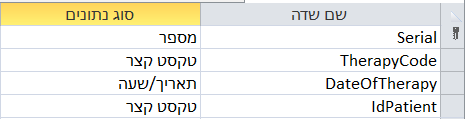 שם שדה סוג נתונים
Serial מספר
TherapyCode טקסט קצר
DateOfTherapy תאריך/שעה
IdPatient טקסט קצר